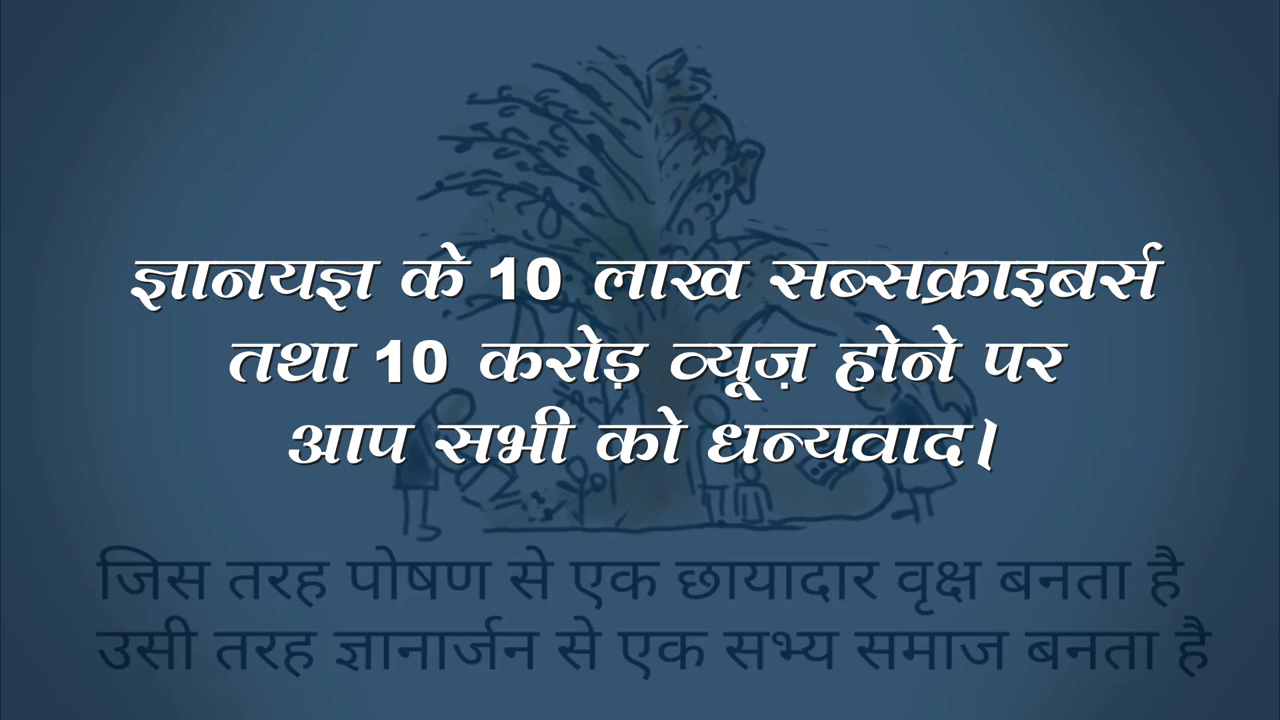 ज्ञानयज्ञ के 10 लाख सब्सक्राइबर्स
तथा 10 करोड़ व्यूज़ होने पर
आप सभी को धन्यवाद।
जिस तरह पोषण से एक छायादार वृक्ष बनता है
उसी तरह ज्ञानार्जन से एक सभ्य समाज बनता है